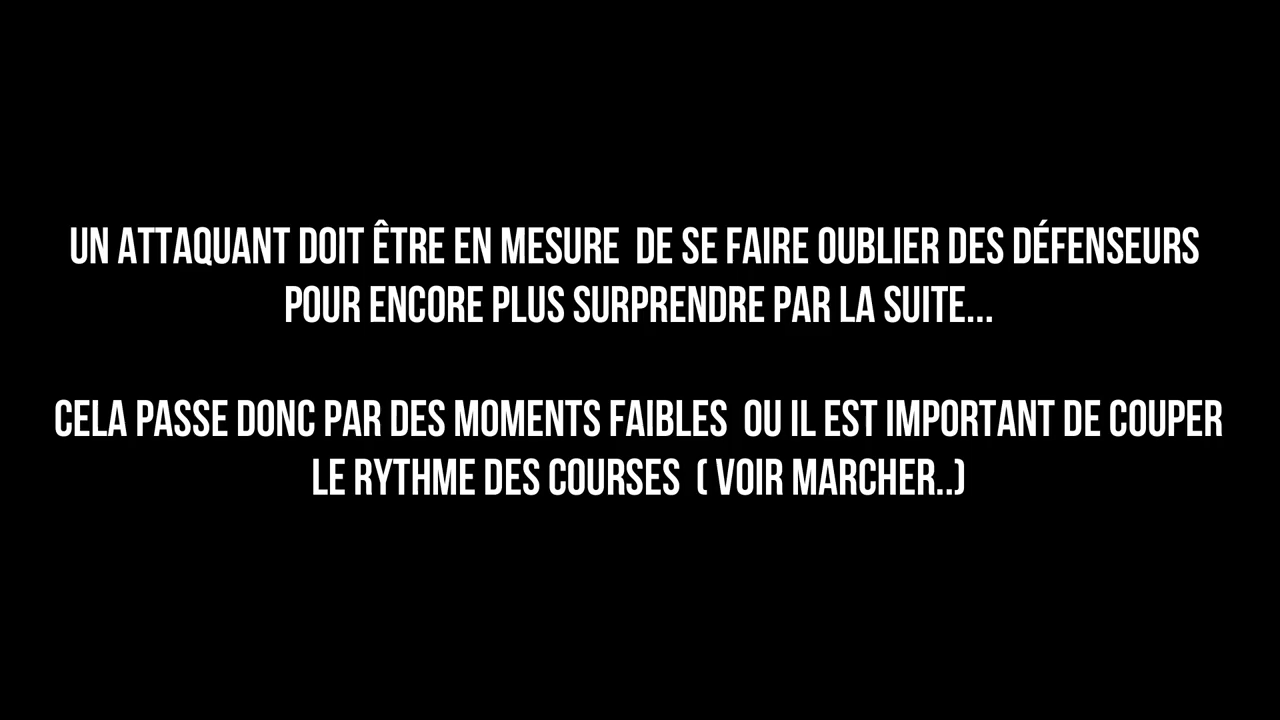 UN ATTAQUANT DOIT ÊTRE EN MESURE DE SE FAIRE OUBLIER DES DÉFENSEURS
POUR ENCORE PLUS SURPRENDRE PAR LA SUITE...
CELA PASSE DONC PAR DES MOMENTS FAIBLES OU IL EST IMPORTANT DE COUPER
LE RYTHME DES COURSES ( VOIR MARCHER..)